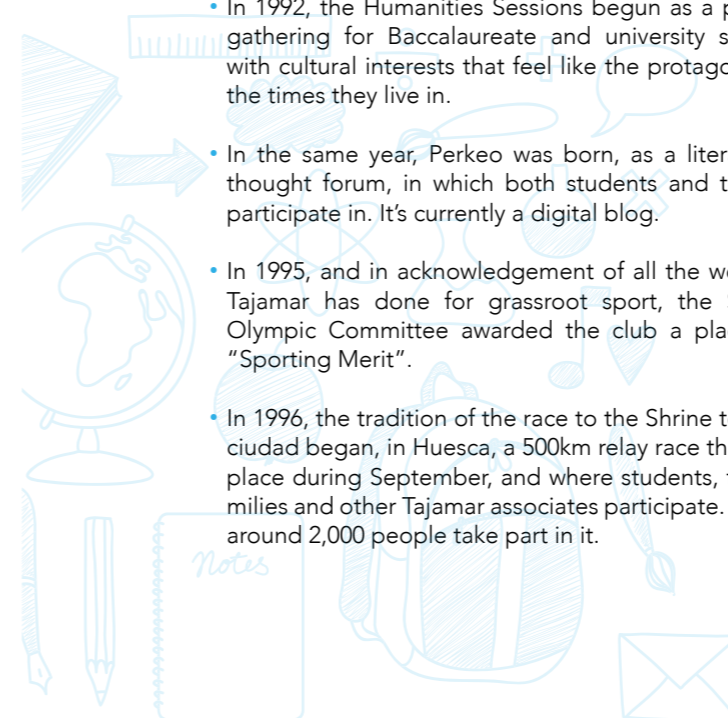 • In 1992, the Humanities Sessions begun as a
gathering for Baccalaureate and university
with cultural interests that feel like the
the times they live in.
• In the same year, Perkeo was born, as a
thought forum, in which both students and
participate in. It's currently a digital blog.
• In 1995, and in acknowledgement of all the
Tajamar has done for grassroot sport, the
Olympic Committee awarded the club a
"Sporting Merit".
• In 1996, the tradition of the race to the Shrine
ciudad began, in Huesca, a 500km relay race
place during September, and where students,
milies and other Tajamar associates participate.
around 2,000 people take part in it.
Notes